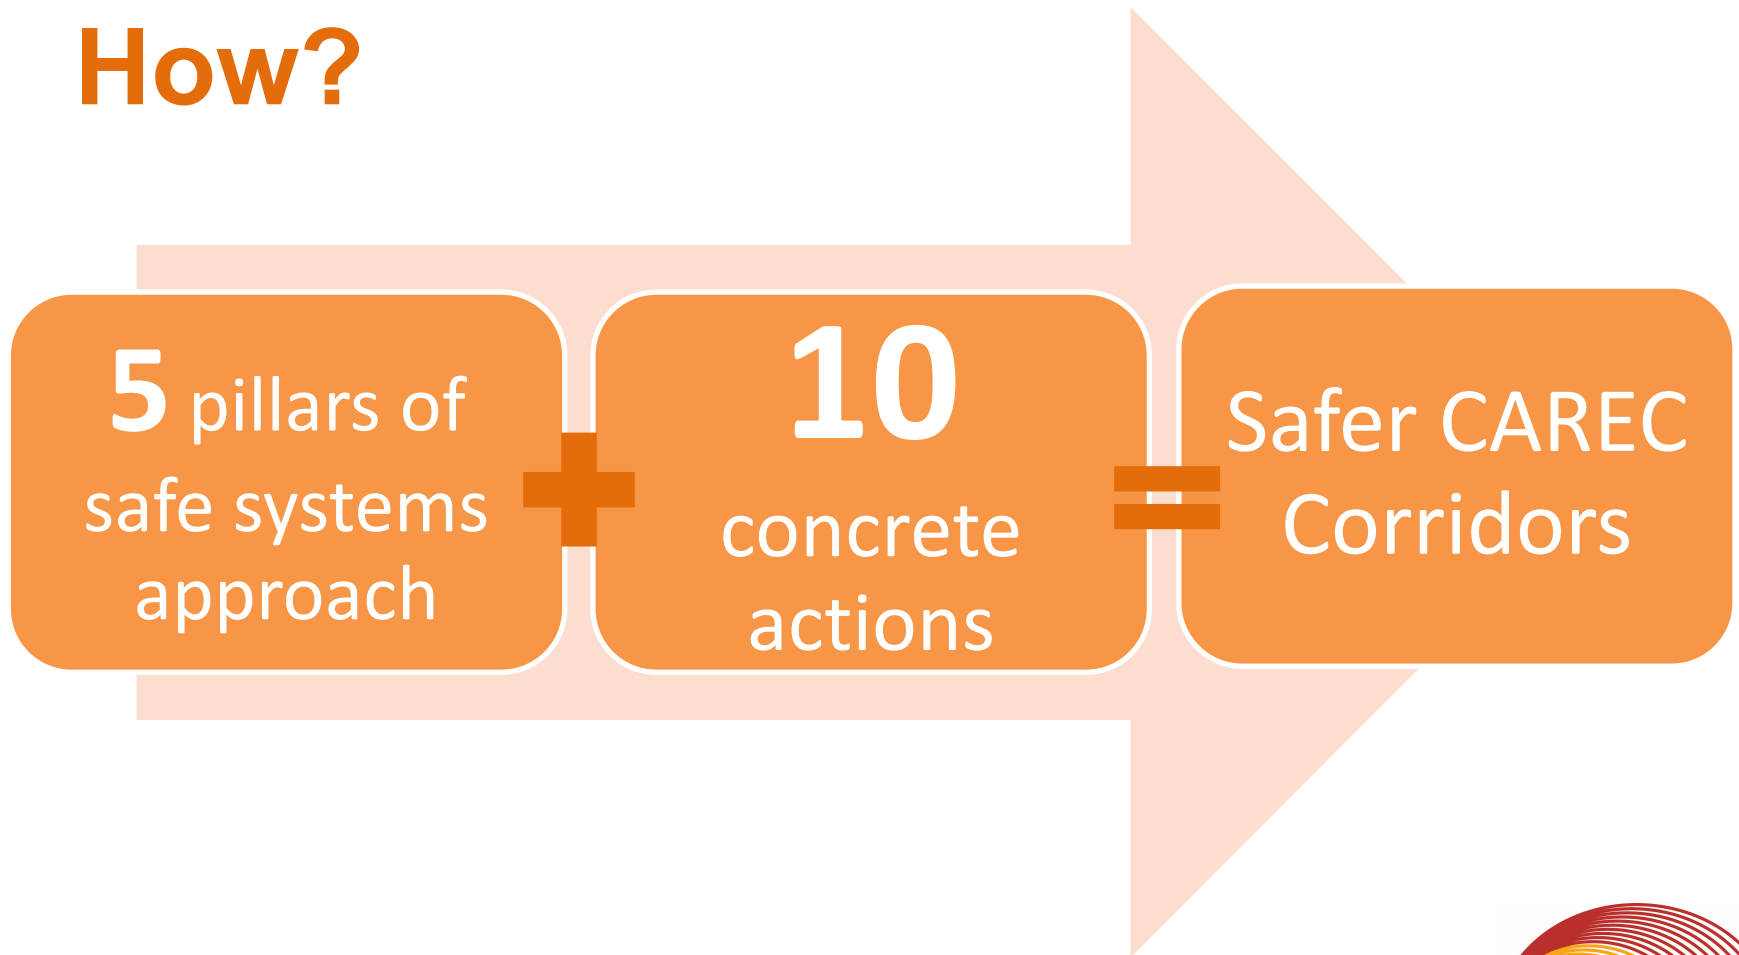 How?
5 pillars of
safe systems
approach
10
concrete
actions
Safer CAREC
Corridors